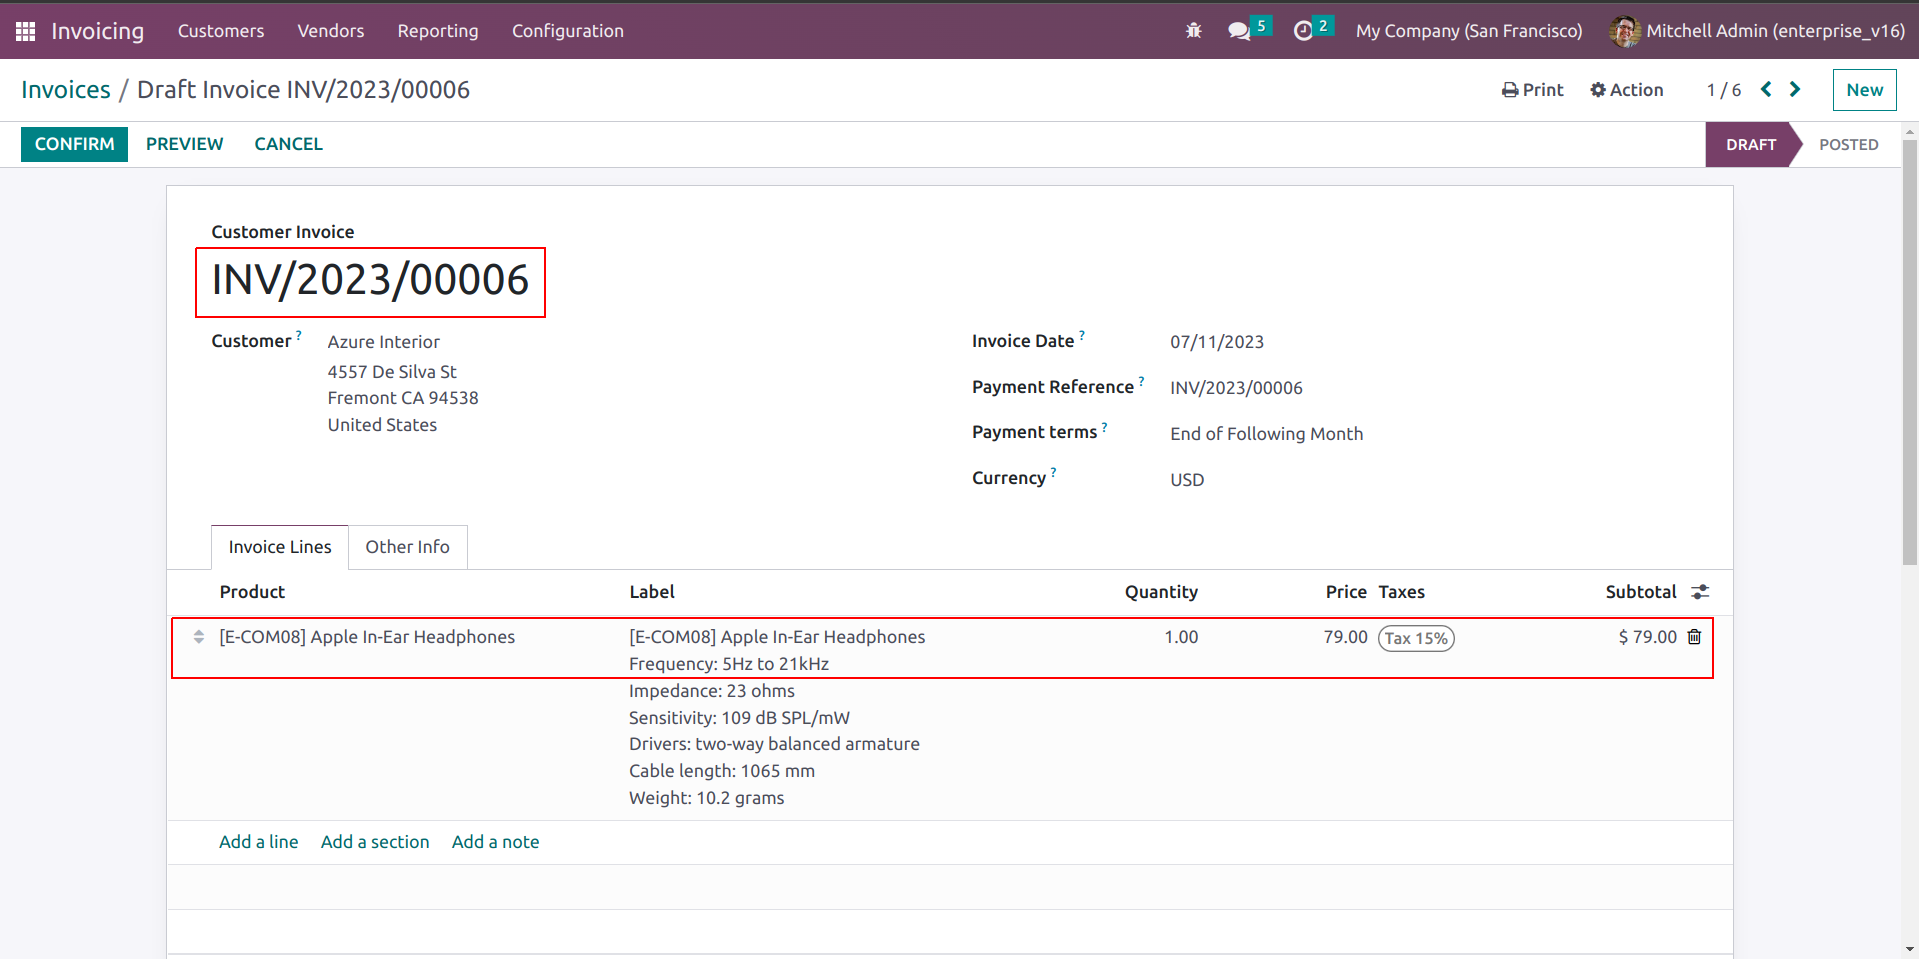 Invoicing Customers Vendors Reporting Configuration 5 2 My Company (San Francisco) Mitchell Admin (enterprise_v16)
Invoices / Draft Invoice INV/2023/00006 Print Action 1 / 6 New
CONFIRM PREVIEW CANCEL DRAFT POSTED
Customer Invoice
INV/2023/00006
Customer ? Azure Interior
4557 De Silva St
Fremont CA 94538
United States
Invoice Date ? 07/11/2023
Payment Reference ? INV/2023/00006
Payment terms ? End of Following Month
Currency ? USD
Invoice Lines Other Info
Product Label Quantity Price Taxes Subtotal
[E-COM08] Apple In-Ear Headphones [E-COM08] Apple In-Ear Headphones 1.00 79.00 Tax 15% $ 79.00
Frequency: 5Hz to 21kHz
Impedance: 23 ohms
Sensitivity: 109 dB SPL/mW
Drivers: two-way balanced armature
Cable length: 1065 mm
Weight: 10.2 grams
Add a line Add a section Add a note